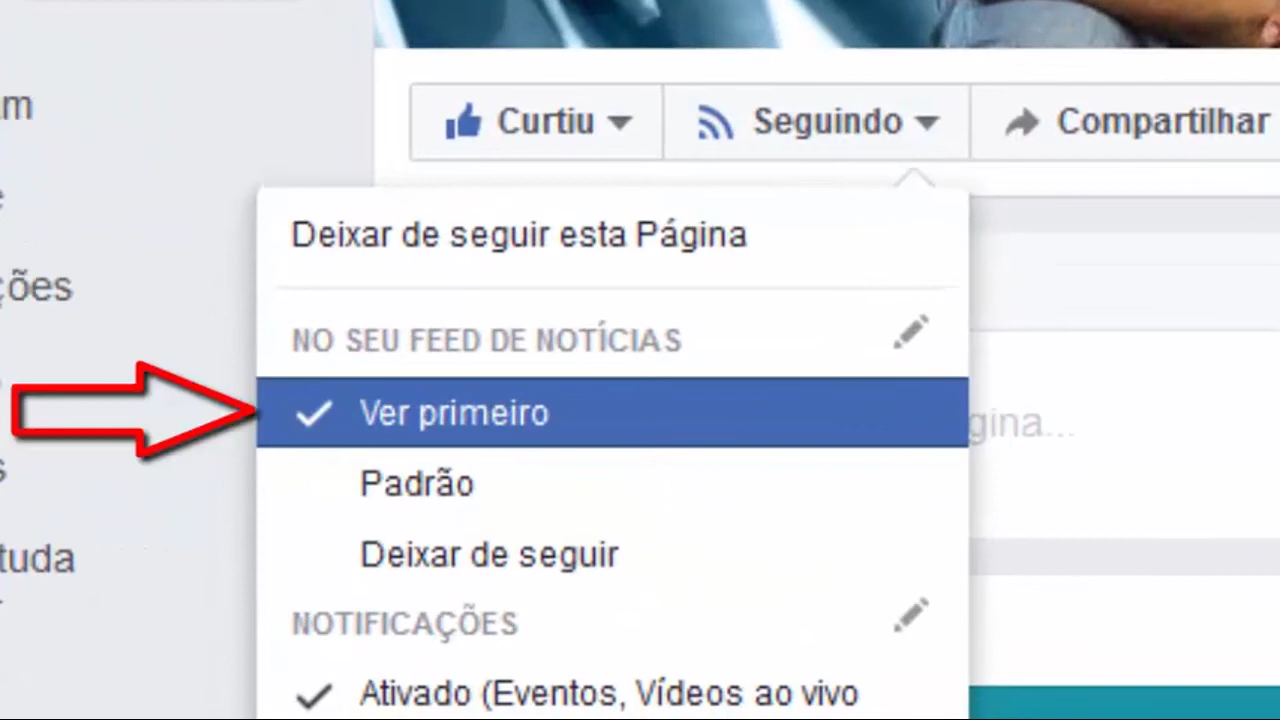 Curtiu Seguindo Compartilhar
Deixar de seguir esta Página
NO SEU FEED DE NOTÍCIAS
Ver primeiro
Padrão
Deixar de seguir
NOTIFICAÇÕES
Ativado (Eventos, Vídeos ao vivo